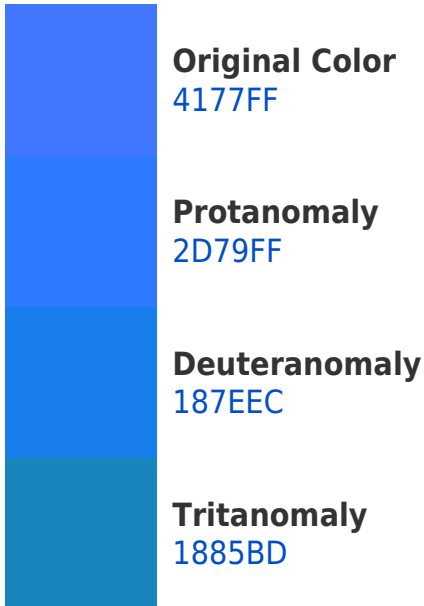 Original Color
4177FF
Protanomaly
2D79FF
Deuteranomaly
187EEC
Tritanomaly
1885BD